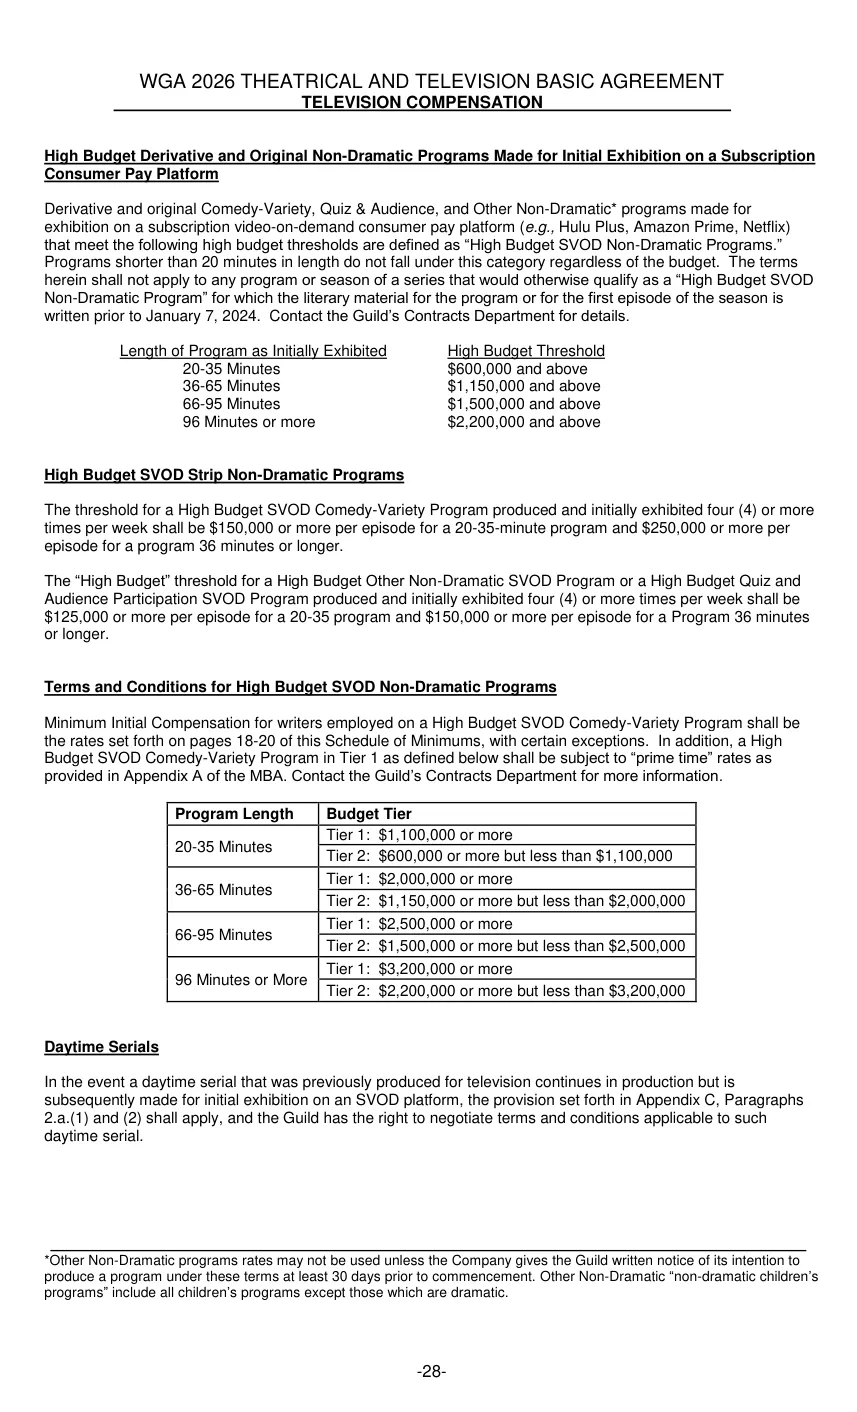 WGA 2026 THEATRICAL AND TELEVISION BASIC AGREEMENT
TELEVISION COMPENSATION
High Budget Derivative and Original Non-Dramatic Programs Made for Initial Exhibition on a Subscription
Consumer Pay Platform
Derivative and original Comedy-Variety, Quiz & Audience, and Other Non-Dramatic* programs made for
exhibition on a subscription video-on-demand consumer pay platform (e.g., Hulu Plus, Amazon Prime, Netflix)
that meet the following high budget thresholds are defined as “High Budget SVOD Non-Dramatic Programs.”
Programs shorter than 20 minutes in length do not fall under this category regardless of the budget. The terms
herein shall not apply to any program or season of a series that would otherwise qualify as a “High Budget SVOD
Non-Dramatic Program” for which the literary material for the program or for the first episode of the season is
written prior to January 7, 2024. Contact the Guild’s Contracts Department for details.
Length of Program as Initially Exhibited High Budget Threshold
20-35 Minutes $600,000 and above
36-65 Minutes $1,150,000 and above
66-95 Minutes $1,500,000 and above
96 Minutes or more $2,200,000 and above
High Budget SVOD Strip Non-Dramatic Programs
The threshold for a High Budget SVOD Comedy-Variety Program produced and initially exhibited four (4) or more
times per week shall be $150,000 or more per episode for a 20-35-minute program and $250,000 or more per
episode for a program 36 minutes or longer.
The “High Budget” threshold for a High Budget Other Non-Dramatic SVOD Program or a High Budget Quiz and
Audience Participation SVOD Program produced and initially exhibited four (4) or more times per week shall be
$125,000 or more per episode for a 20-35 program and $150,000 or more per episode for a Program 36 minutes
or longer.
Terms and Conditions for High Budget SVOD Non-Dramatic Programs
Minimum Initial Compensation for writers employed on a High Budget SVOD Comedy-Variety Program shall be
the rates set forth on pages 18-20 of this Schedule of Minimums, with certain exceptions. In addition, a High
Budget SVOD Comedy-Variety Program in Tier 1 as defined below shall be subject to “prime time” rates as
provided in Appendix A of the MBA. Contact the Guild’s Contracts Department for more information.
Program Length Budget Tier
20-35 Minutes
Tier 1: $1,100,000 or more
Tier 2: $600,000 or more but less than $1,100,000
36-65 Minutes
Tier 1: $2,000,000 or more
Tier 2: $1,150,000 or more but less than $2,000,000
66-95 Minutes
Tier 1: $2,500,000 or more
Tier 2: $1,500,000 or more but less than $2,500,000
96 Minutes or More
Tier 1: $3,200,000 or more
Tier 2: $2,200,000 or more but less than $3,200,000
Daytime Serials
In the event a daytime serial that was previously produced for television continues in production but is
subsequently made for initial exhibition on an SVOD platform, the provision set forth in Appendix C, Paragraphs
2.a.(1) and (2) shall apply, and the Guild has the right to negotiate terms and conditions applicable to such
daytime serial.
*Other Non-Dramatic programs rates may not be used unless the Company gives the Guild written notice of its intention to
produce a program under these terms at least 30 days prior to commencement. Other Non-Dramatic “non-dramatic children’s
programs” include all children’s programs except those which are dramatic.
-28-